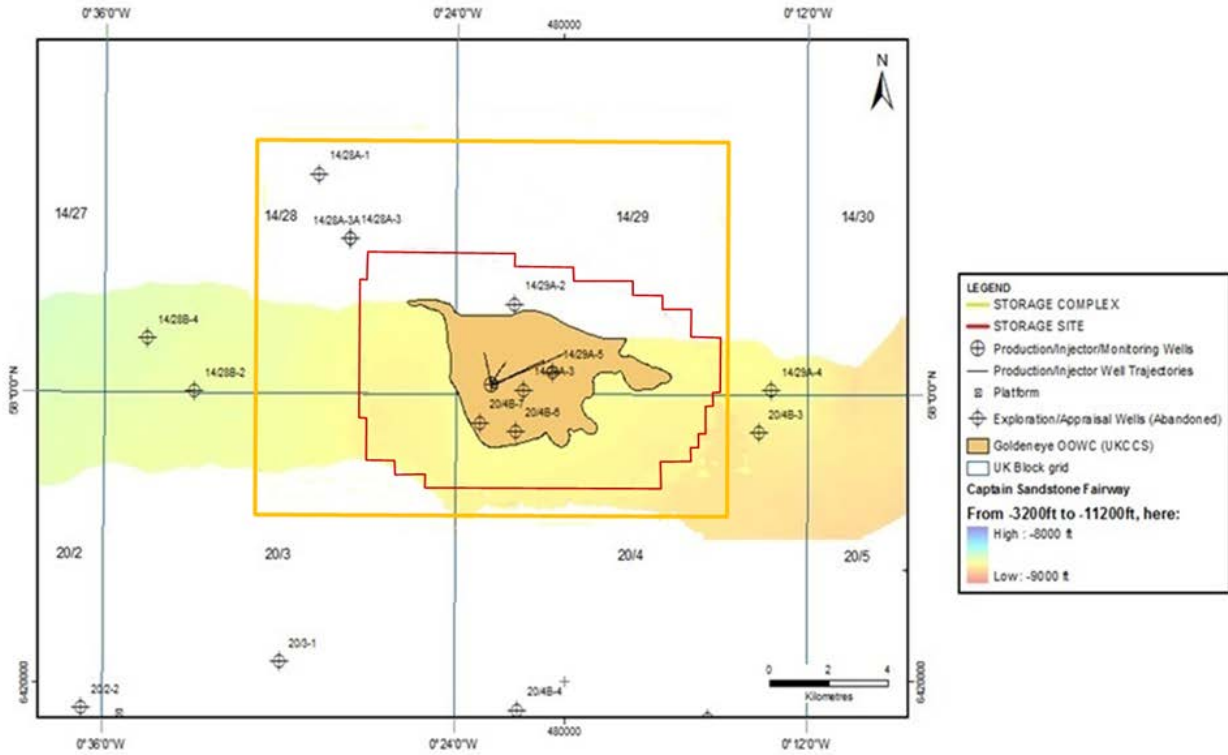 0°36'0"W
0°24'0"W
480000
0°12'0"W
N
14/28A-1
14/27
14/28
14/29
14/30
14/28A-3A
14/28A-3
14/29A-2
14/28B-4
14/29A-5
58°0'0"N
14/28B-2
14/29A-3
14/29A-4
58°0'0"N
20/4B-7
20/4B-6
20/4B-3
20/2
20/3
20/4
20/5
20/3-1
6420000
0 2 4
Kilometres
6420000
20/2-2
20/4B-4
0°36'0"W
0°24'0"W
480000
0°12'0"W
LEGEND
STORAGE COMPLEX
STORAGE SITE
Production/Injector/Monitoring Wells
Production/Injector Well Trajectories
Platform
Exploration/Appraisal Wells (Abandoned)
Goldeneye OOWC (UKCCS)
UK Block grid
Captain Sandstone Fairway
From -3200ft to -11200ft, here:
High : -8000 ft
Low : -9000 ft